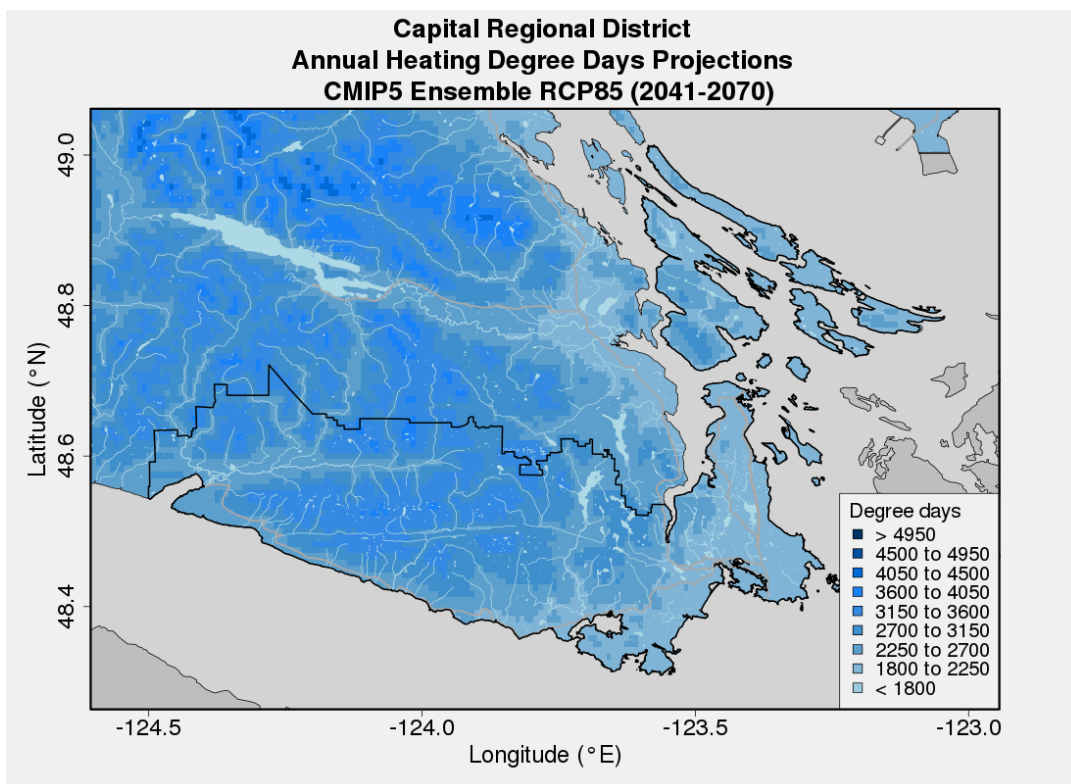 Capital Regional District
Annual Heating Degree Days Projections
CMIP5 Ensemble RCP85 (2041-2070)
Latitude (°N)
49.0
48.8
48.6
48.4
Degree days
> 4950
4500 to 4950
4050 to 4500
3600 to 4050
3150 to 3600
2700 to 3150
2250 to 2700
1800 to 2250
< 1800
-124.5 -124.0 -123.5 -123.0
Longitude (°E)